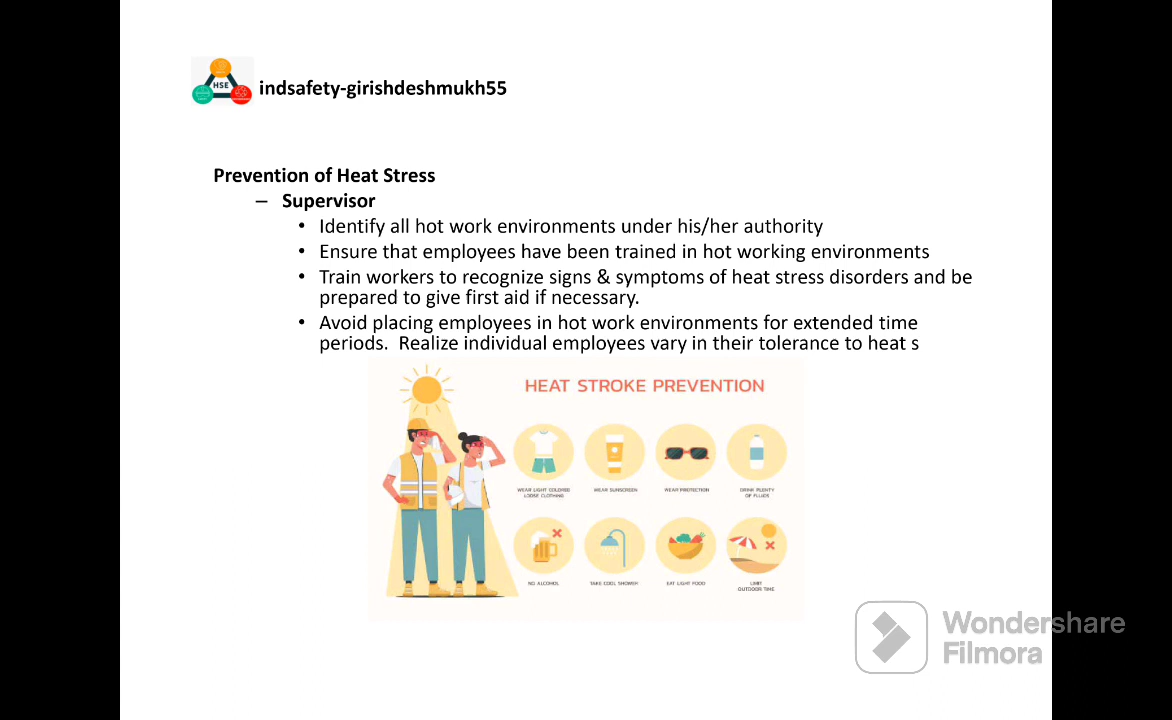 HSE
indsafety-girishdeshmukh55
Prevention of Heat Stress
– Supervisor
• Identify all hot work environments under his/her authority
• Ensure that employees have been trained in hot working environments
• Train workers to recognize signs & symptoms of heat stress disorders and be
prepared to give first aid if necessary.
• Avoid placing employees in hot work environments for extended time
periods.  Realize individual employees vary in their tolerance to heat s
HEAT STROKE PREVENTION
WEAR LIGHT COLORED
LOOSE CLOTHING
WEAR SUNSCREEN
WEAR PROTECTION
DRINK PLENTY
OF FLUIDS
NO ALCOHOL
TAKE COOL SHOWER
EAT LIGHT FOOD
LIMIT
OUTDOOR TIME
Wondershare
Filmora